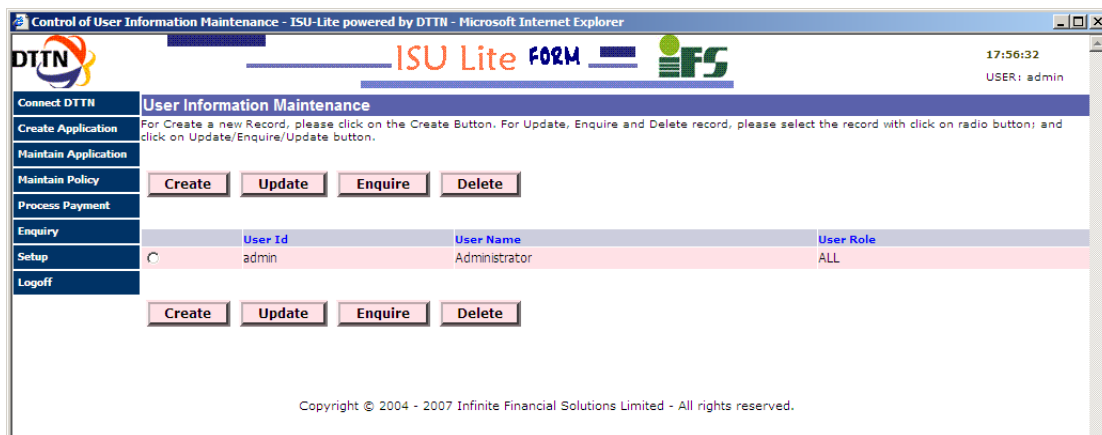 Control of User Information Maintenance - ISU-Lite powered by DTTN - Microsoft Internet Explorer
DTTN
ISU Lite FORM
iFS
17:56:32
USER: admin
Connect DTTN
Create Application
Maintain Application
Maintain Policy
Process Payment
Enquiry
Setup
Logoff
User Information Maintenance
For Create a new Record, please click on the Create Button. For Update, Enquire and Delete record, please select the record with click on radio button; and
click on Update/Enquire/Update button.
Create Update Enquire Delete
User Id User Name User Role
admin Administrator ALL
Create Update Enquire Delete
Copyright © 2004 - 2007 Infinite Financial Solutions Limited - All rights reserved.